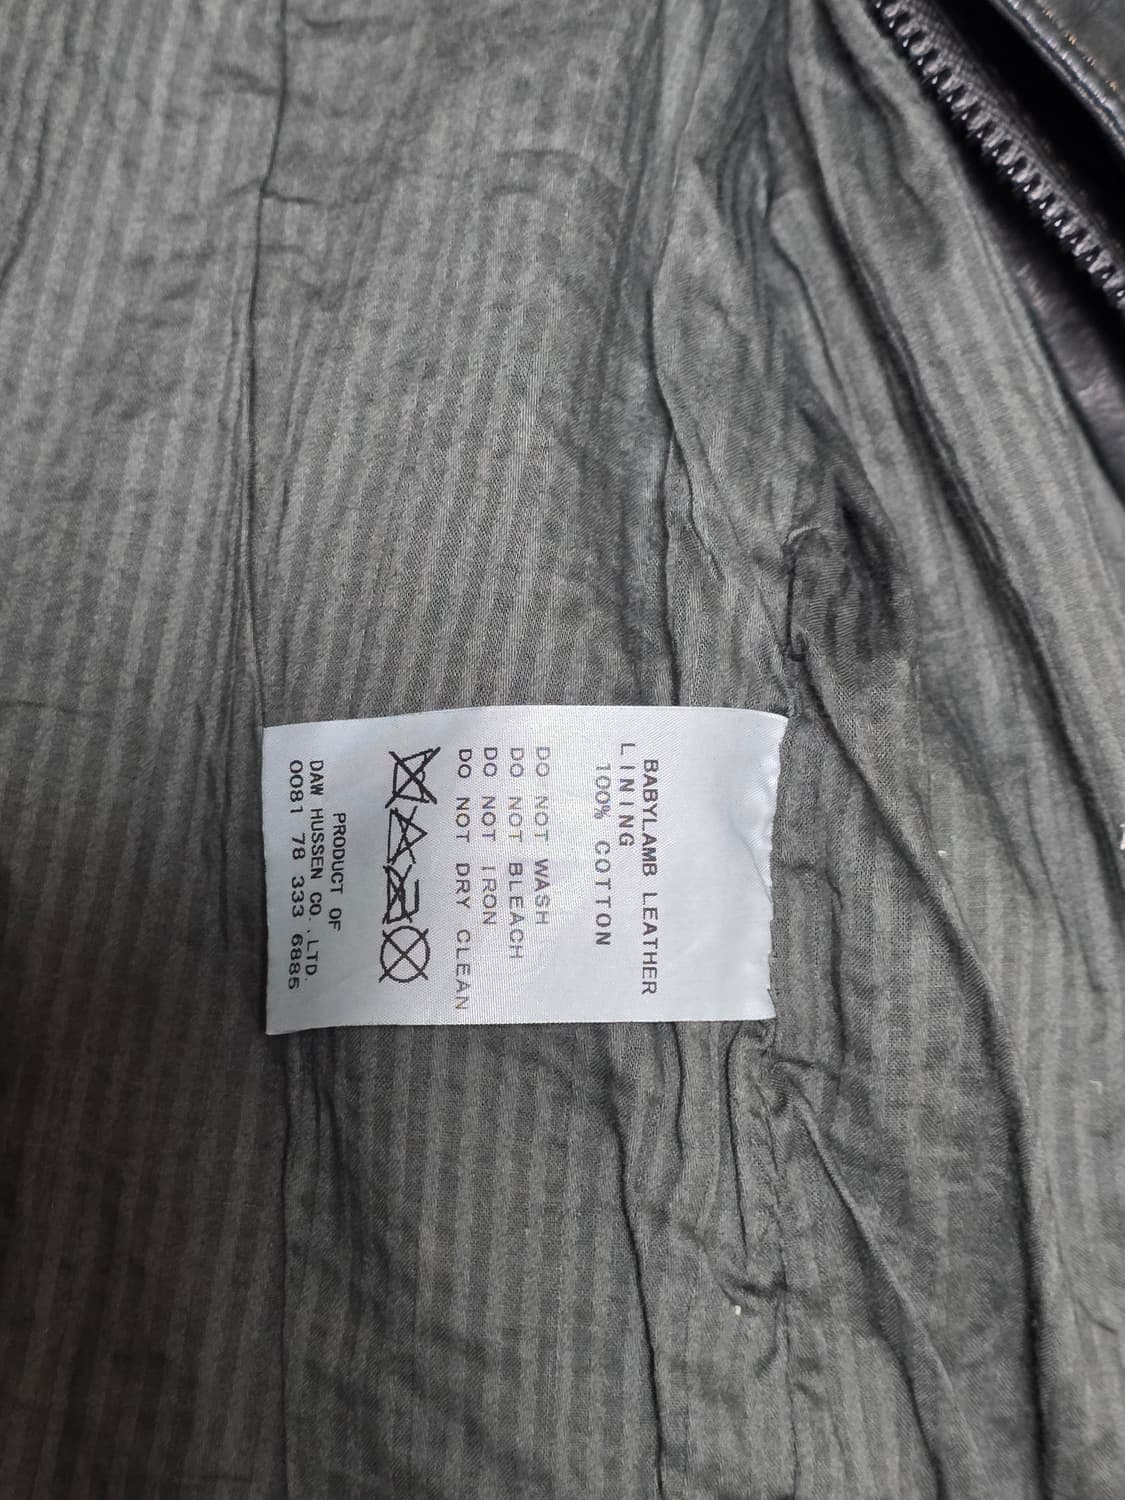 BABYLAMB LEATHER
LINING
100% COTTON
DO NOT WASH
DO NOT BLEACH
DO NOT IRON
DO NOT DRY CLEAN
PRODUCT OF
DAW HUSSEN CO.,LTD.
0081 78 333 6885